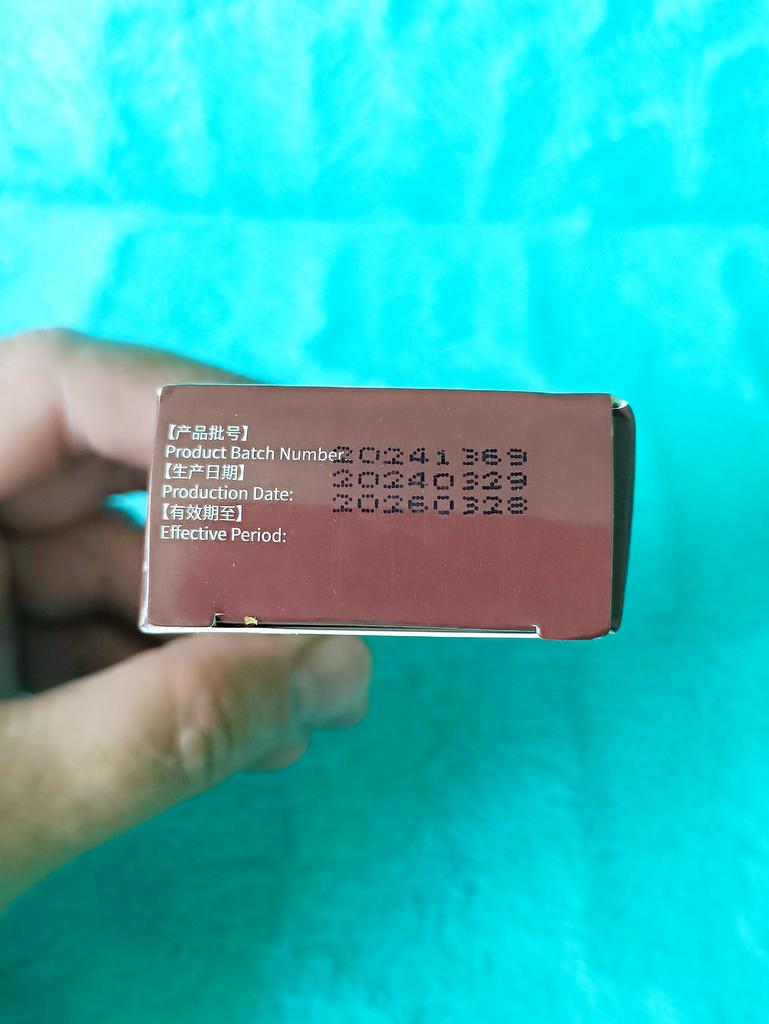 【产品批号】
Product Batch Number: 20241369
【生产日期】 20240329
Production Date:
【有效期至】 20260328
Effective Period: